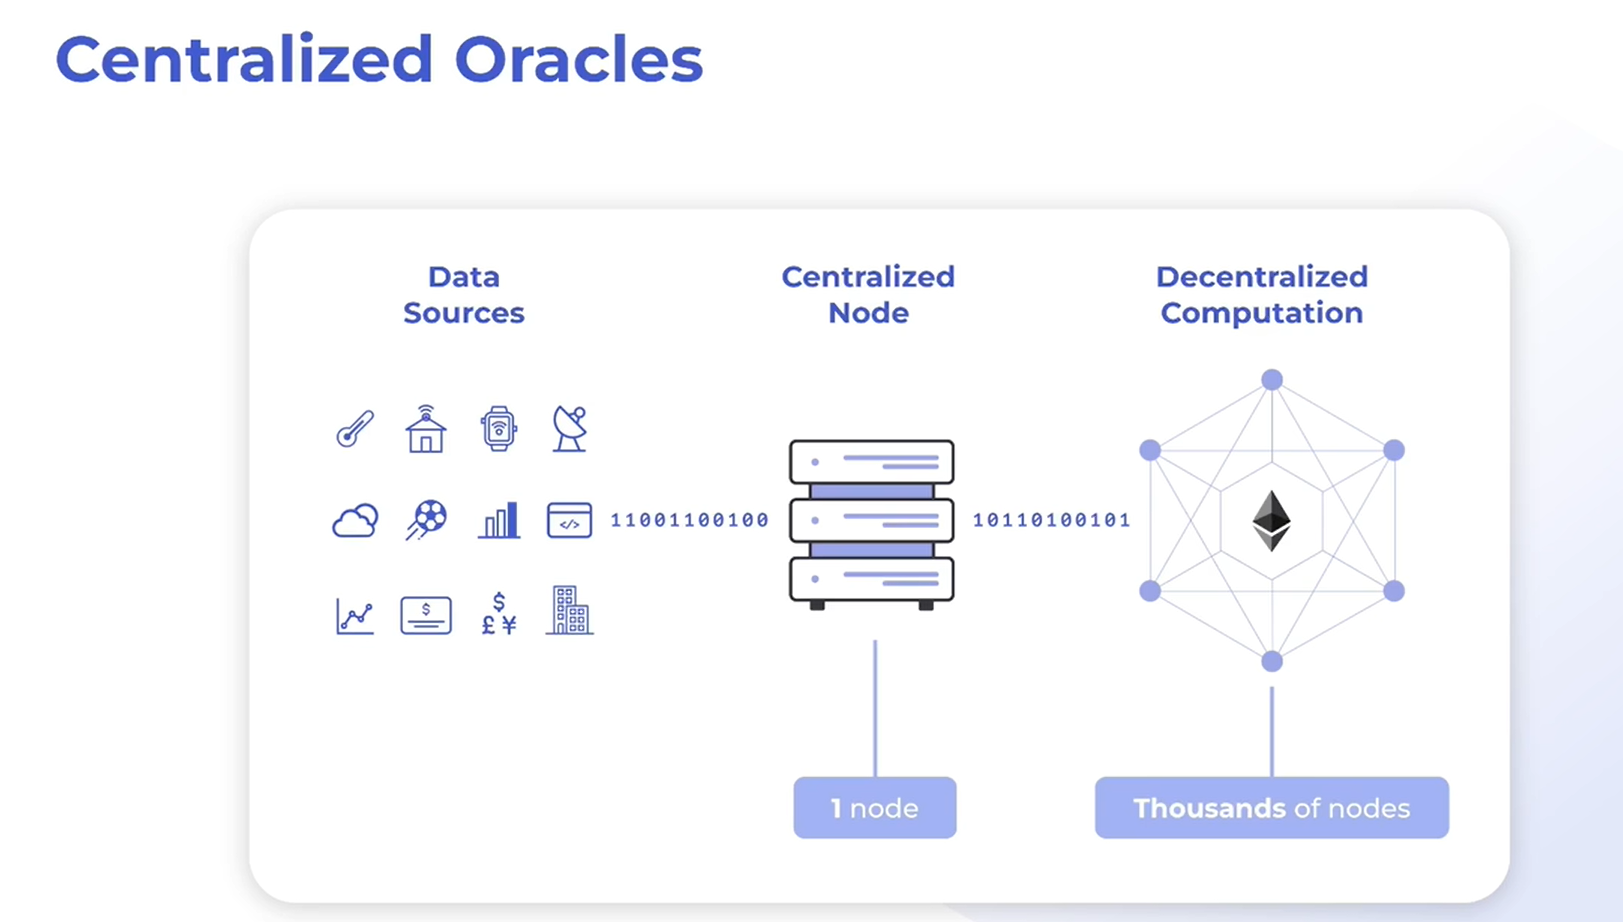 Centralized Oracles
Data
Sources
Centralized
Node
Decentralized
Computation
</>
11001100100
10110100101
$
$
£ ¥
1 node
Thousands of nodes